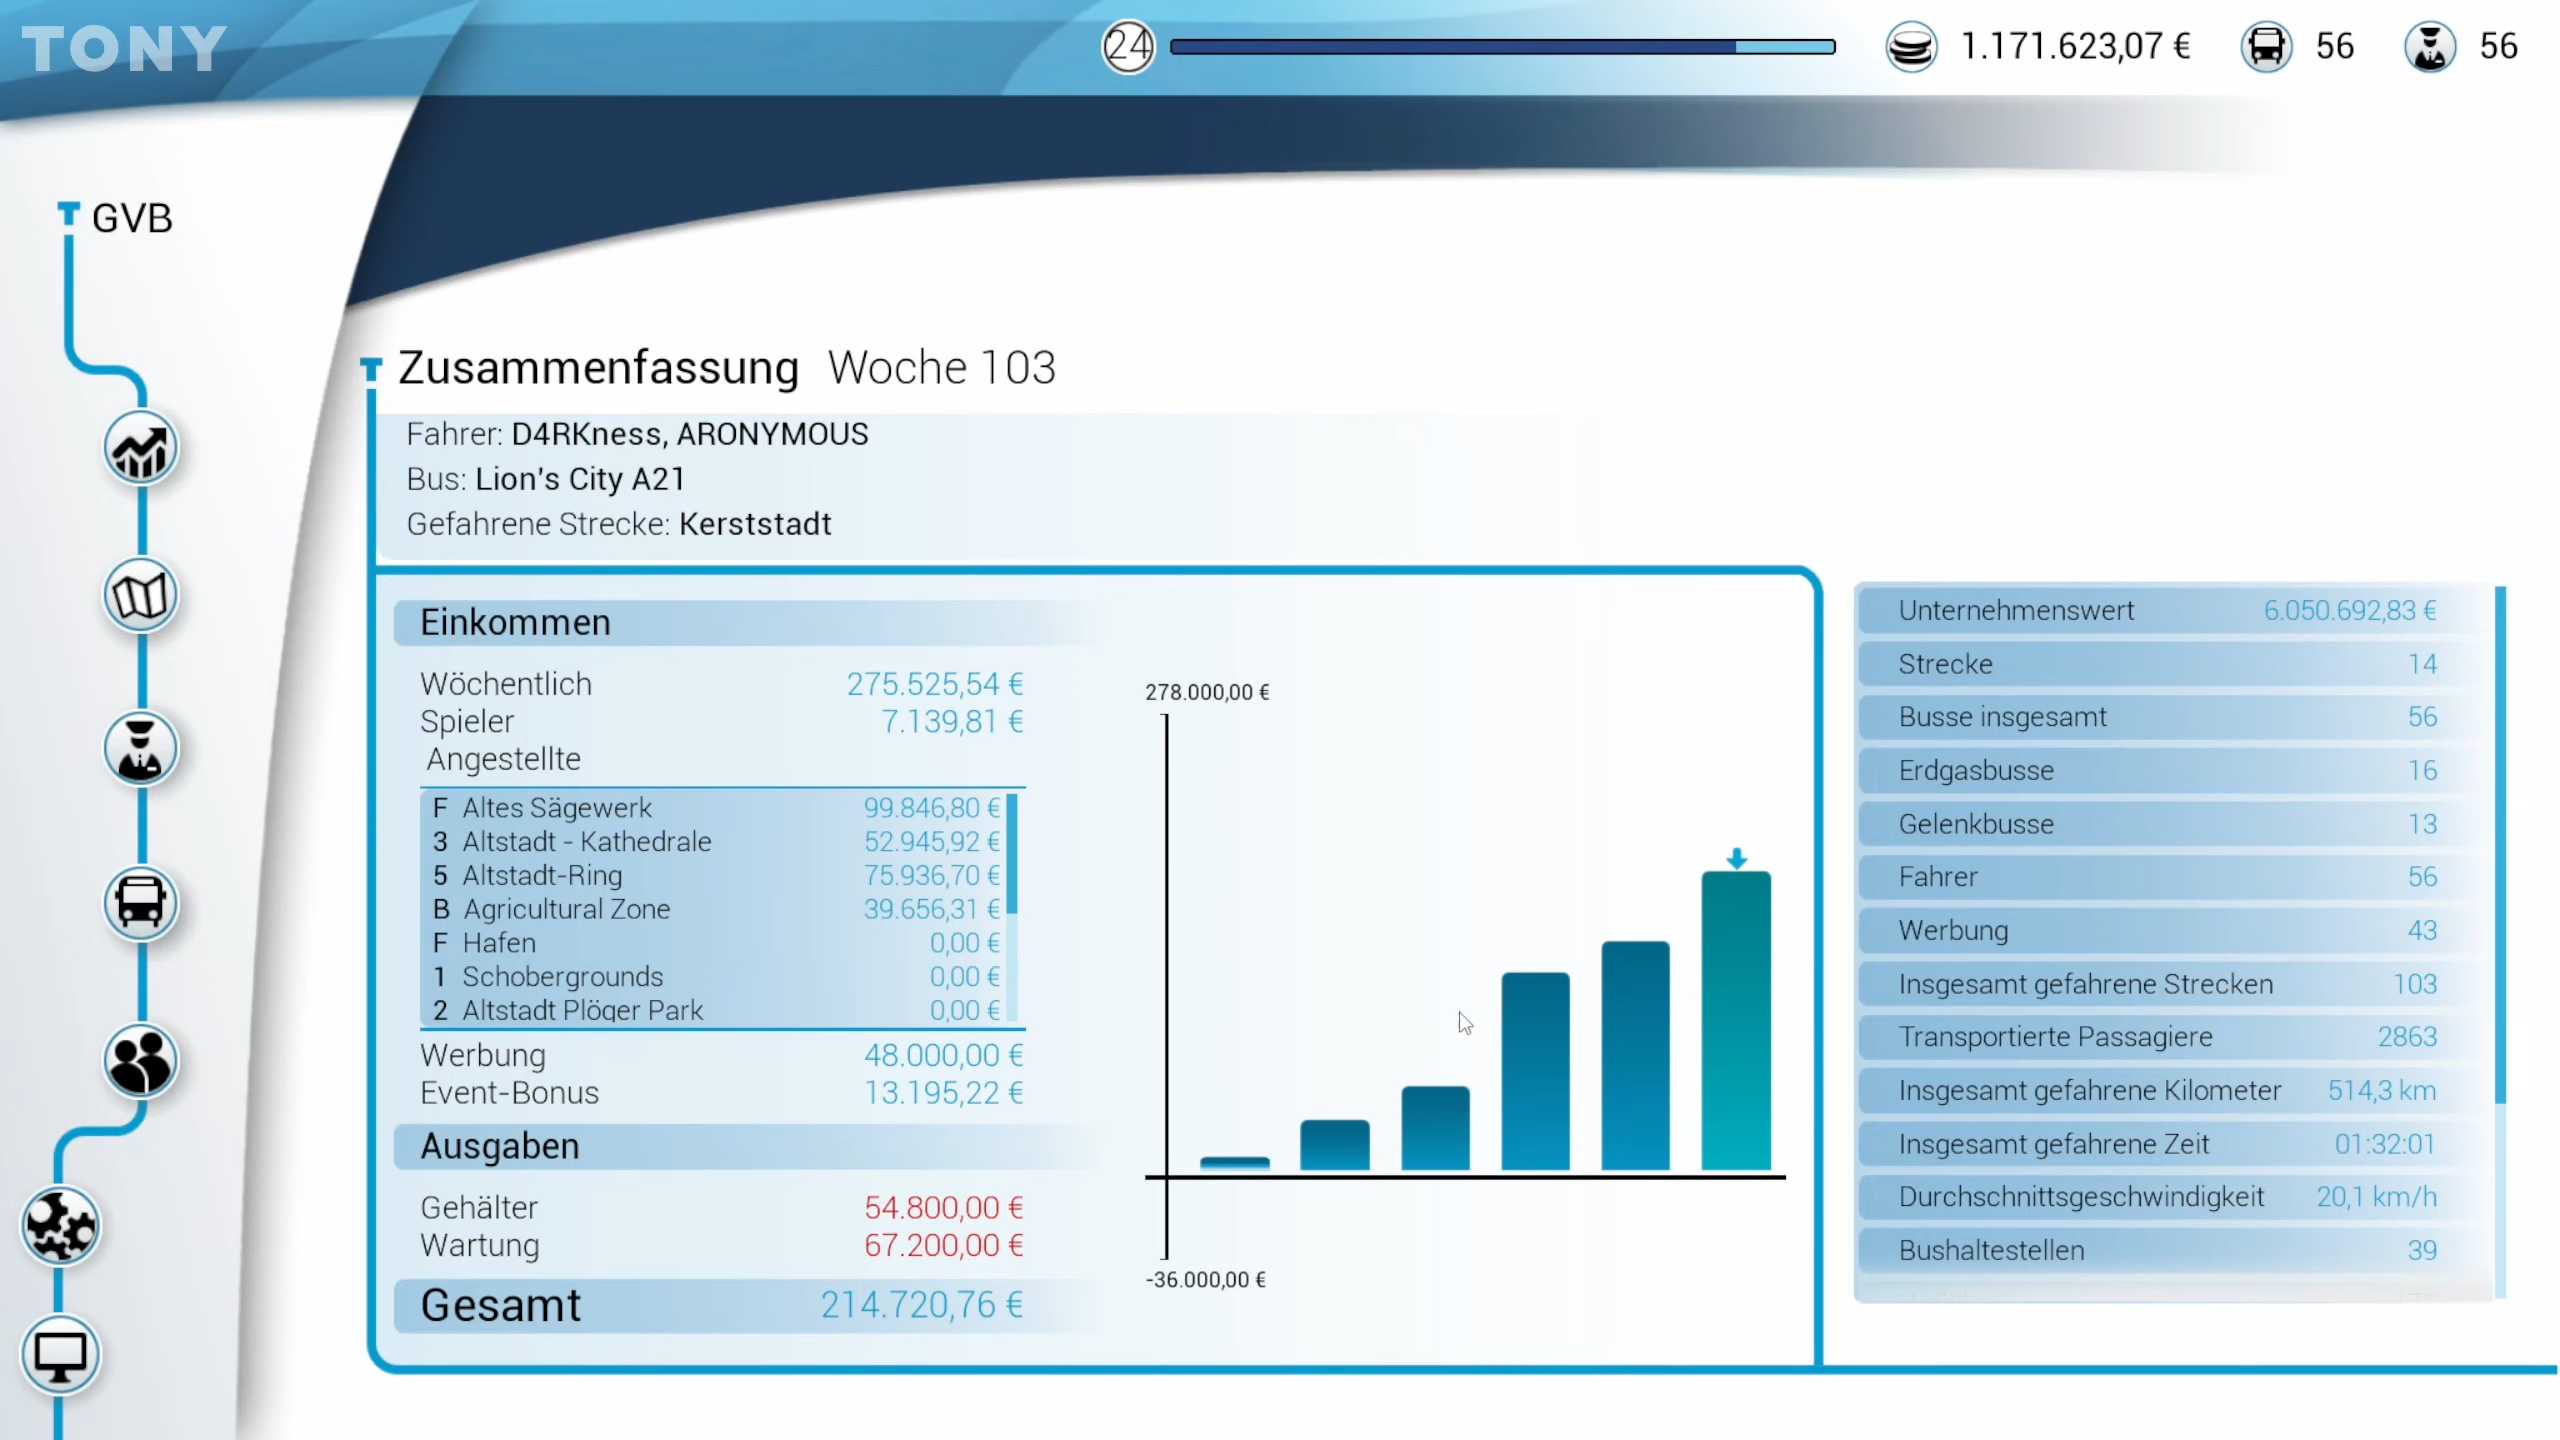 TONY
24
1.171.623,07 €
56
56
GVB
Zusammenfassung Woche 103
Fahrer: D4RKness, ARONYMOUS
Bus: Lion's City A21
Gefahrene Strecke: Kerststadt
Einkommen
Wöchentlich 275.525,54 €
Spieler 7.139,81 €
Angestellte
F Altes Sägewerk 99.846,80 €
3 Altstadt - Kathedrale 52.945,92 €
5 Altstadt-Ring 75.936,70 €
B Agricultural Zone 39.656,31 €
F Hafen 0,00 €
1 Schobergrounds 0,00 €
2 Altstadt Plöger Park 0,00 €
Werbung 48.000,00 €
Event-Bonus 13.195,22 €
Ausgaben
Gehälter 54.800,00 €
Wartung 67.200,00 €
Gesamt 214.720,76 €
278.000,00 €
-36.000,00 €
Unternehmenswert 6.050.692,83 €
Strecke 14
Busse insgesamt 56
Erdgasbusse 16
Gelenkbusse 13
Fahrer 56
Werbung 43
Insgesamt gefahrene Strecken 103
Transportierte Passagiere 2863
Insgesamt gefahrene Kilometer 514,3 km
Insgesamt gefahrene Zeit 01:32:01
Durchschnittsgeschwindigkeit 20,1 km/h
Bushaltestellen 39